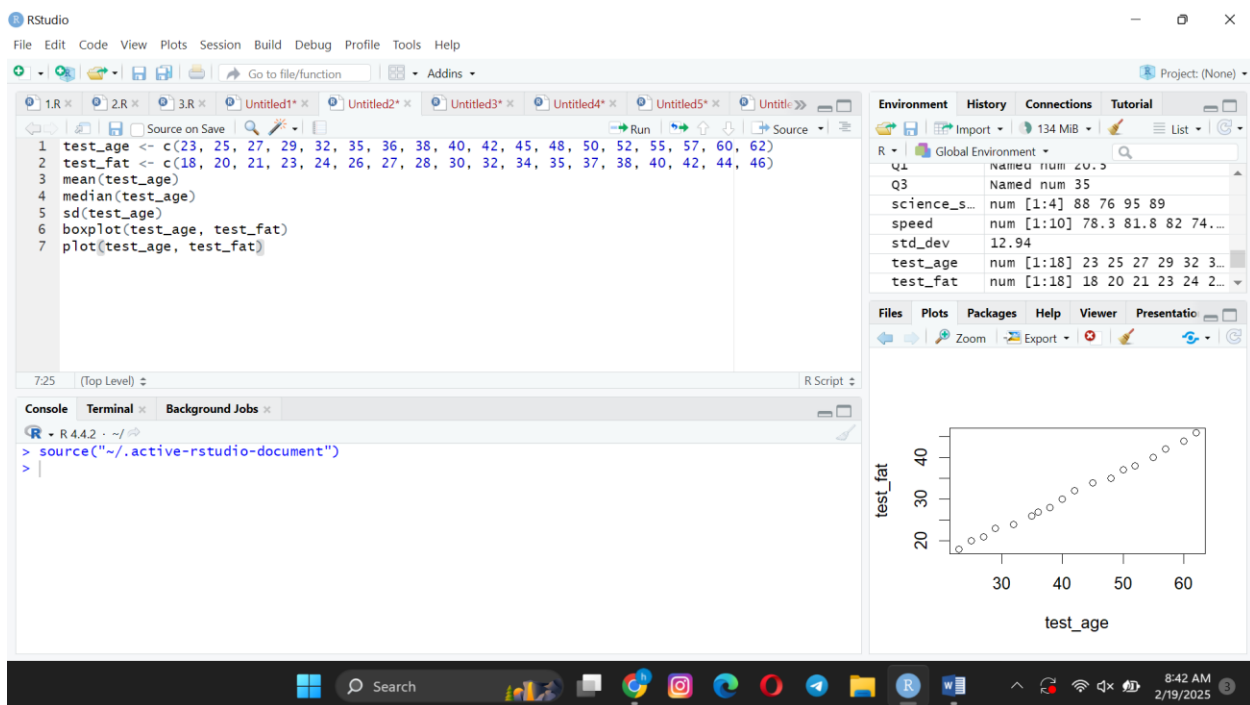 RStudio
File Edit Code View Plots Session Build Debug Profile Tools Help
Go to file/function Addins Project: (None)
1.R 2.R 3.R Untitled1* Untitled2* Untitled3* Untitled4* Untitled5* Untitle
Source on Save Run Source
1 test_age <- c(23, 25, 27, 29, 32, 35, 36, 38, 40, 42, 45, 48, 50, 52, 55, 57, 60, 62)
2 test_fat <- c(18, 20, 21, 23, 24, 26, 27, 28, 30, 32, 34, 35, 37, 38, 40, 42, 44, 46)
3 mean(test_age)
4 median(test_age)
5 sd(test_age)
6 boxplot(test_age, test_fat)
7 plot(test_age, test_fat)
7:25 (Top Level) R Script
Console Terminal Background Jobs
R 4.4.2 · ~/
> source("~/.active-rstudio-document")
>
Environment History Connections Tutorial
Import 134 MiB List
R Global Environment
Q1 Named num 20.5
Q3 Named num 35
science_s… num [1:4] 88 76 95 89
speed num [1:10] 78.3 81.8 82 74.…
std_dev 12.94
test_age num [1:18] 23 25 27 29 32 3…
test_fat num [1:18] 18 20 21 23 24 2…
Files Plots Packages Help Viewer Presentatio
Zoom Export
test_fat
40
30
20
30 40 50 60
test_age
Search
8:42 AM
2/19/2025
3